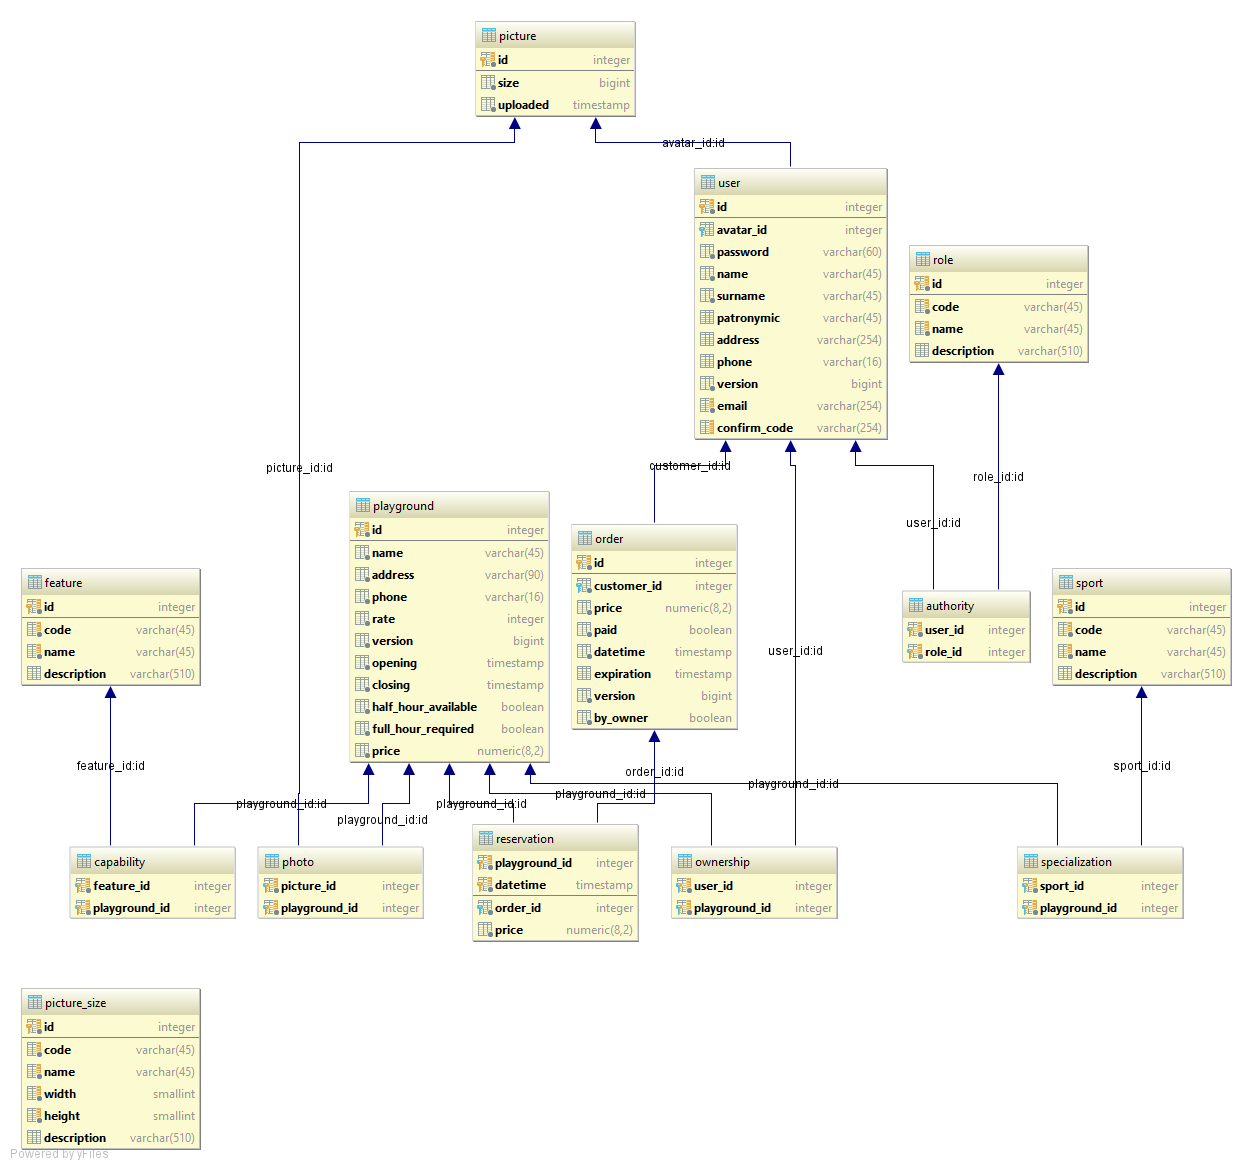 picture
id integer
size bigint
uploaded timestamp
avatar_id:id
user
id integer
avatar_id integer
password varchar(60)
name varchar(45)
surname varchar(45)
patronymic varchar(45)
address varchar(254)
phone varchar(16)
version bigint
email varchar(254)
confirm_code varchar(254)
role
id integer
code varchar(45)
name varchar(45)
description varchar(510)
picture_id:id
customer_id:id
role_id:id
user_id:id
playground
id integer
name varchar(45)
address varchar(90)
phone varchar(16)
rate integer
version bigint
opening timestamp
closing timestamp
half_hour_available boolean
full_hour_required boolean
price numeric(8,2)
order
id integer
customer_id integer
price numeric(8,2)
paid boolean
datetime timestamp
expiration timestamp
version bigint
by_owner boolean
feature
id integer
code varchar(45)
name varchar(45)
description varchar(510)
authority
user_id integer
role_id integer
sport
id integer
code varchar(45)
name varchar(45)
description varchar(510)
user_id:id
feature_id:id
order_id:id
sport_id:id
playground_id:id
playground_id:id
playground_id:id
playground_id:id
playground_id:id
capability
feature_id integer
playground_id integer
photo
picture_id integer
playground_id integer
reservation
playground_id integer
datetime timestamp
order_id integer
price numeric(8,2)
ownership
user_id integer
playground_id integer
specialization
sport_id integer
playground_id integer
picture_size
id integer
code varchar(45)
name varchar(45)
width smallint
height smallint
description varchar(510)
Powered by yFiles